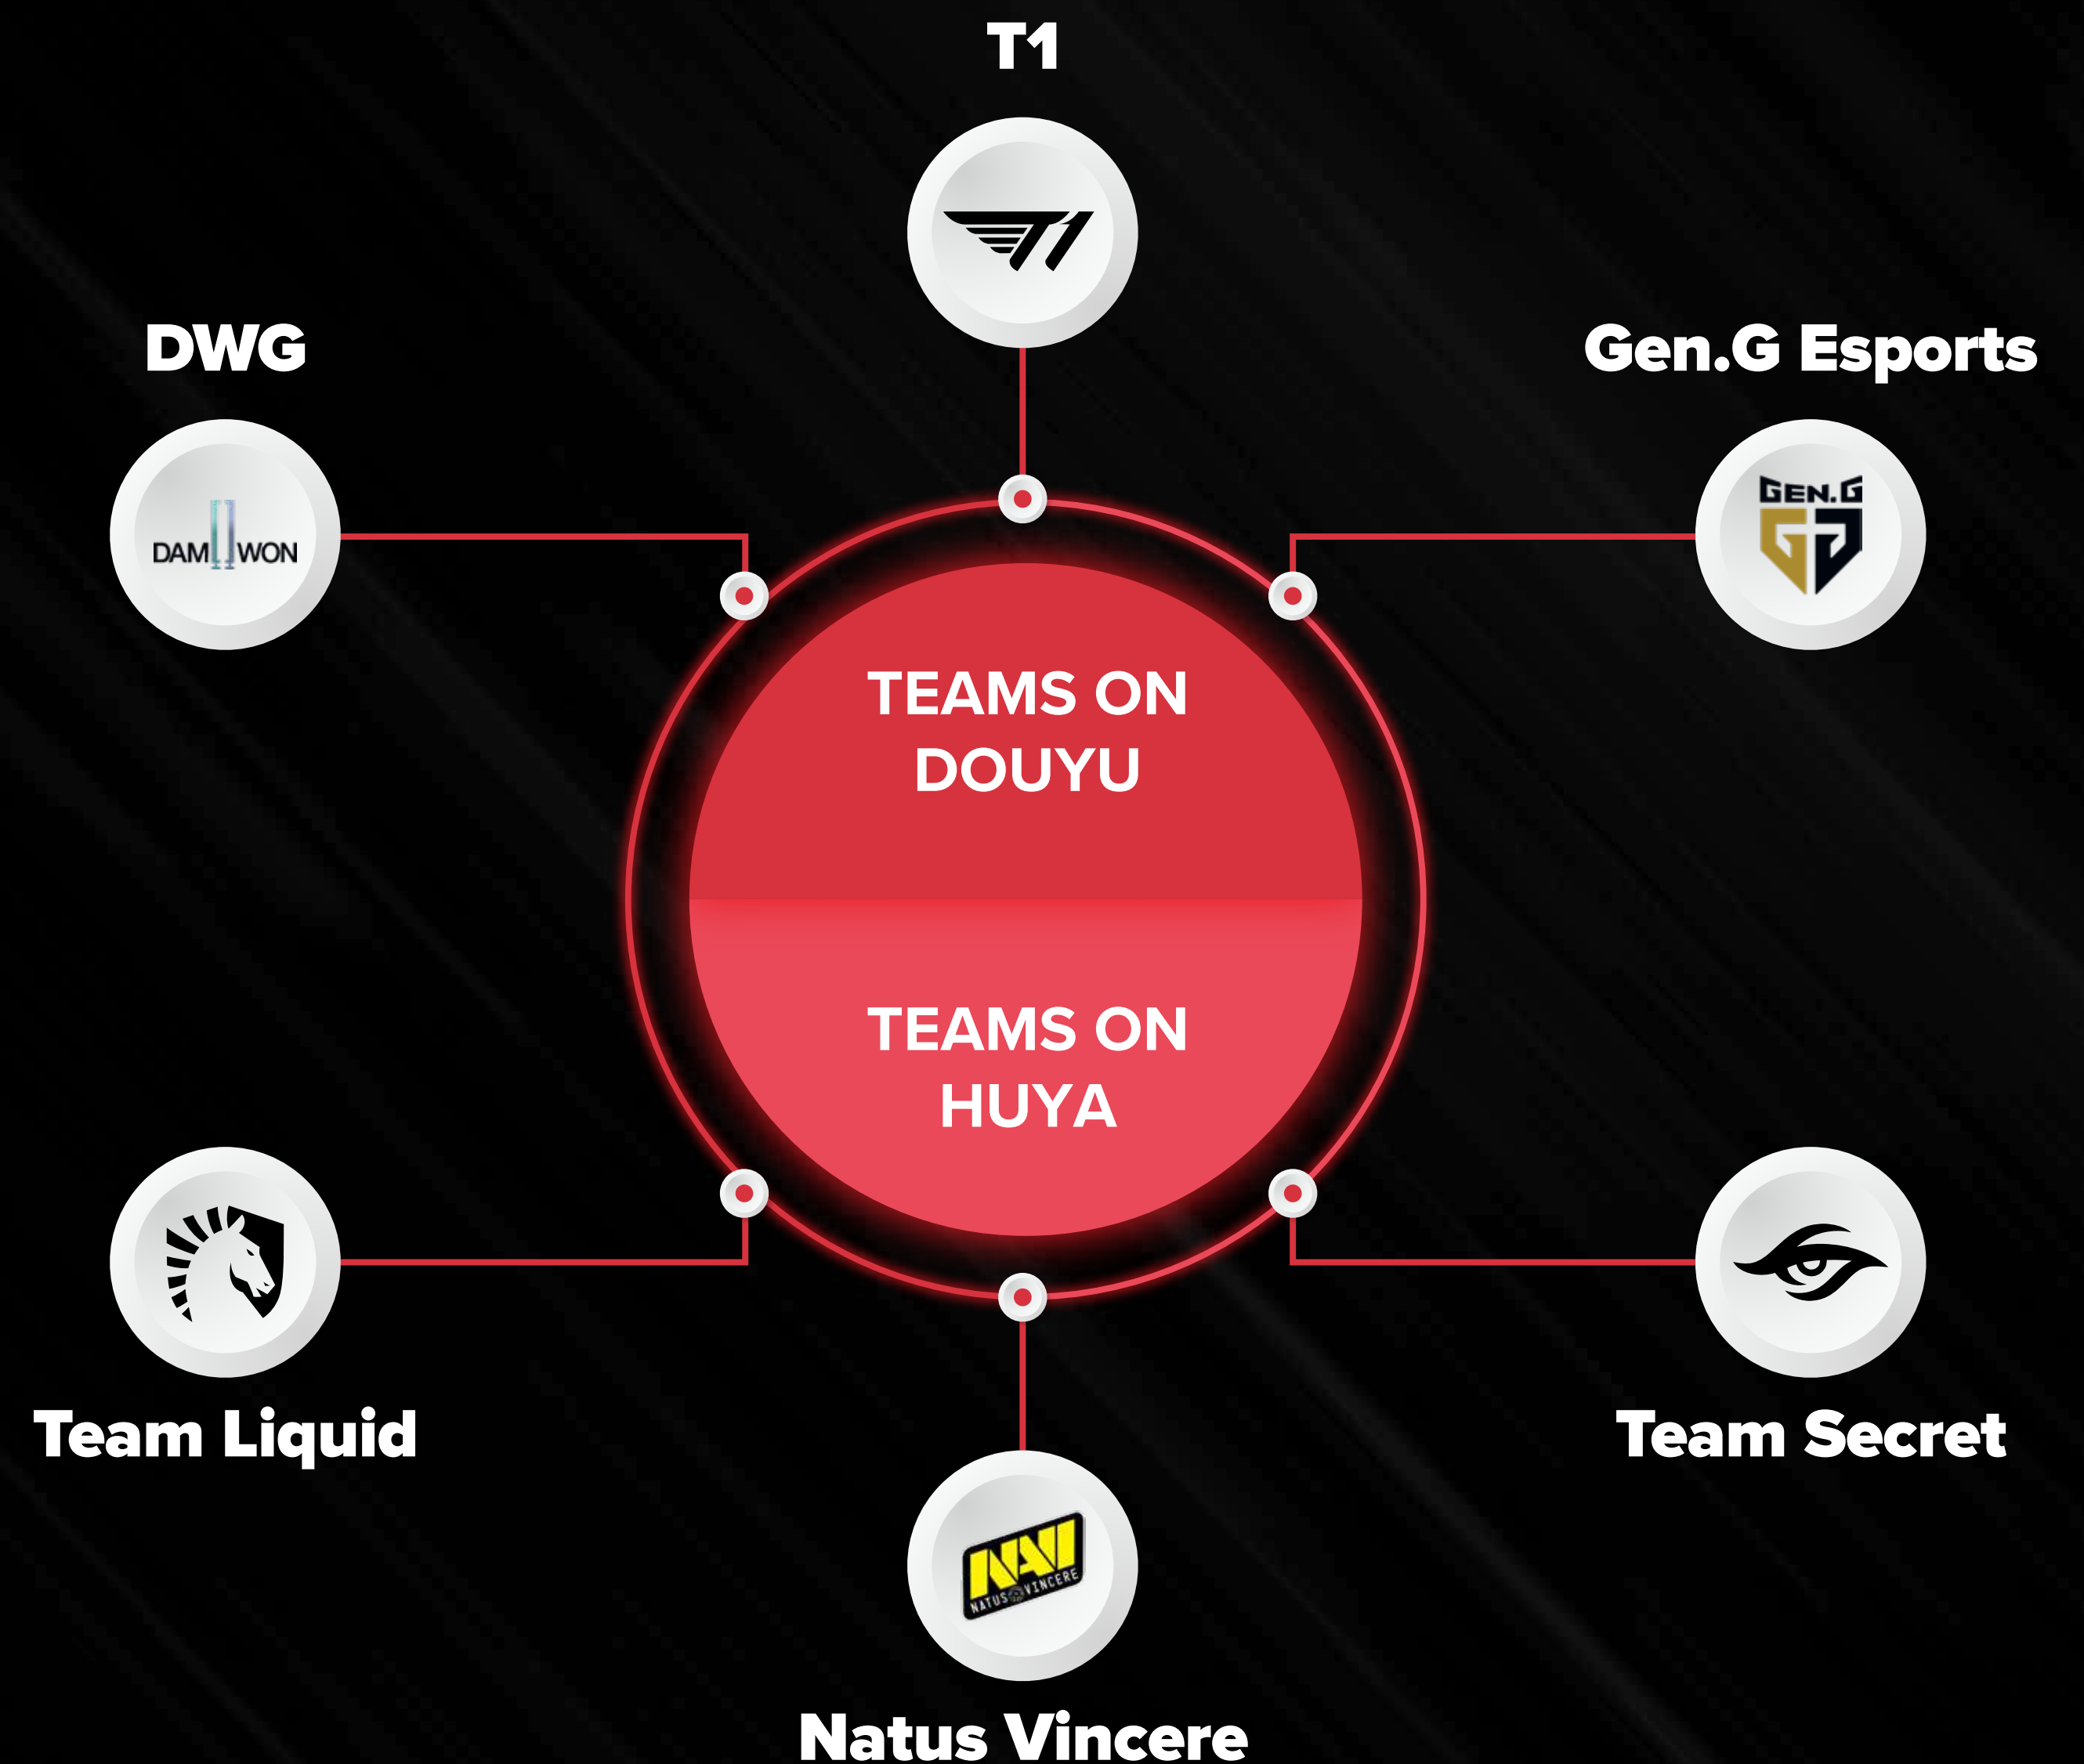 T1
T1
DWG
DAMWON
Gen.G Esports
GEN.G
TEAMS ON
DOUYU
TEAMS ON
HUYA
Team Liquid
Team Secret
NAVI
NATUS VINCERE
Natus Vincere